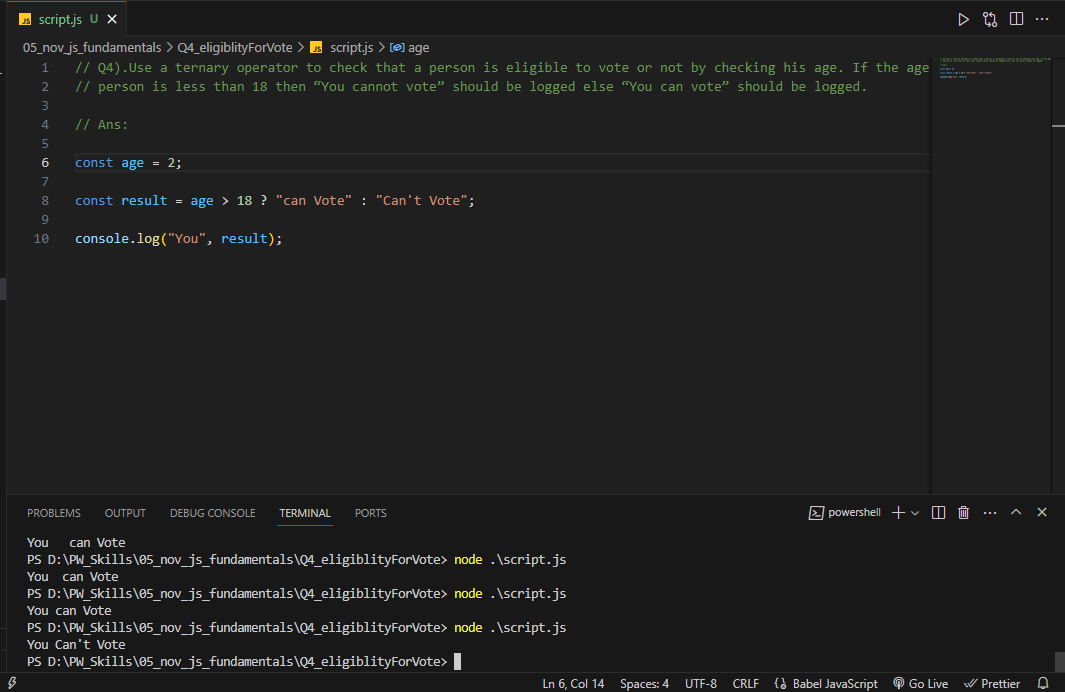 JS script.js U
05_nov_js_fundamentals > Q4_eligiblityForVote > JS script.js > age
1 // Q4).Use a ternary operator to check that a person is eligible to vote or not by checking his age. If the age
2 // person is less than 18 then “You cannot vote” should be logged else “You can vote” should be logged.
3
4 // Ans:
5
6 const age = 2;
7
8 const result = age > 18 ? "can Vote" : "Can't Vote";
9
10 console.log("You", result);
PROBLEMS OUTPUT DEBUG CONSOLE TERMINAL PORTS powershell
You   can Vote
PS D:\PW_Skills\05_nov_js_fundamentals\Q4_eligiblityForVote> node .\script.js
You  can Vote
PS D:\PW_Skills\05_nov_js_fundamentals\Q4_eligiblityForVote> node .\script.js
You can Vote
PS D:\PW_Skills\05_nov_js_fundamentals\Q4_eligiblityForVote> node .\script.js
You Can't Vote
PS D:\PW_Skills\05_nov_js_fundamentals\Q4_eligiblityForVote>
Ln 6, Col 14 Spaces: 4 UTF-8 CRLF {} Babel JavaScript Go Live Prettier